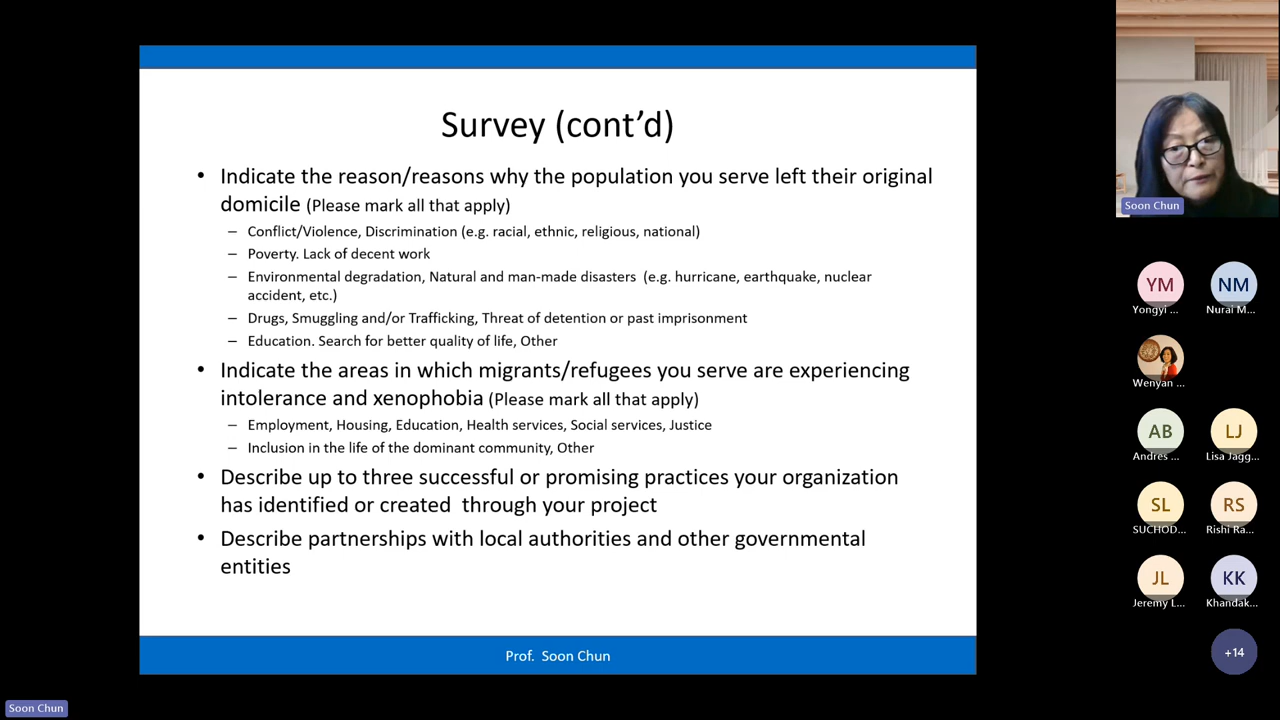 Survey (cont’d)
• Indicate the reason/reasons why the population you serve left their original
domicile (Please mark all that apply)
– Conflict/Violence, Discrimination (e.g. racial, ethnic, religious, national)
– Poverty. Lack of decent work
– Environmental degradation, Natural and man-made disasters (e.g. hurricane, earthquake, nuclear
accident, etc.)
– Drugs, Smuggling and/or Trafficking, Threat of detention or past imprisonment
– Education. Search for better quality of life, Other
• Indicate the areas in which migrants/refugees you serve are experiencing
intolerance and xenophobia (Please mark all that apply)
– Employment, Housing, Education, Health services, Social services, Justice
– Inclusion in the life of the dominant community, Other
• Describe up to three successful or promising practices your organization
has identified or created through your project
• Describe partnerships with local authorities and other governmental
entities
Prof. Soon Chun
Soon Chun
Soon Chun
YM
Yongyi ...
NM
Nurai M...
Wenyan ...
AB
Andres ...
LJ
Lisa Jagg...
SL
SUCHOD...
RS
Rishi Ra...
JL
Jeremy L...
KK
Khandak...
+14